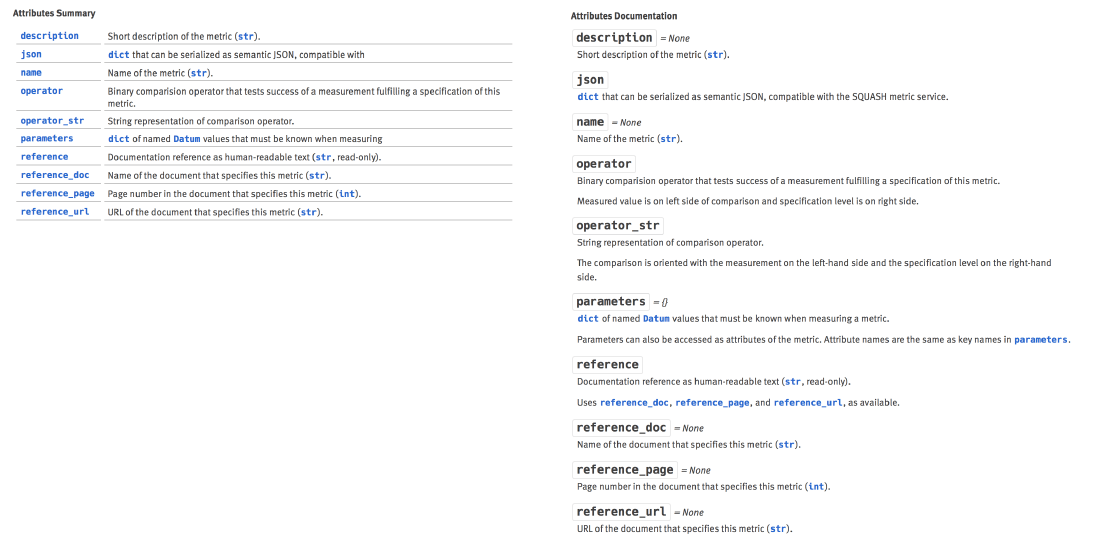 Attributes Summary
description Short description of the metric (str).
json dict that can be serialized as semantic JSON, compatible with
name Name of the metric (str).
operator Binary comparision operator that tests success of a measurement fulfilling a specification of this
metric.
operator_str String representation of comparison operator.
parameters dict of named Datum values that must be known when measuring
reference Documentation reference as human-readable text (str, read-only).
reference_doc Name of the document that specifies this metric (str).
reference_page Page number in the document that specifies this metric (int).
reference_url URL of the document that specifies this metric (str).
Attributes Documentation
description = None
Short description of the metric (str).
json
dict that can be serialized as semantic JSON, compatible with the SQUASH metric service.
name = None
Name of the metric (str).
operator
Binary comparision operator that tests success of a measurement fulfilling a specification of this metric.
Measured value is on left side of comparison and specification level is on right side.
operator_str
String representation of comparison operator.
The comparison is oriented with the measurement on the left-hand side and the specification level on the right-hand
side.
parameters = {}
dict of named Datum values that must be known when measuring a metric.
Parameters can also be accessed as attributes of the metric. Attribute names are the same as key names in parameters.
reference
Documentation reference as human-readable text (str, read-only).
Uses reference_doc, reference_page, and reference_url, as available.
reference_doc = None
Name of the document that specifies this metric (str).
reference_page = None
Page number in the document that specifies this metric (int).
reference_url = None
URL of the document that specifies this metric (str).